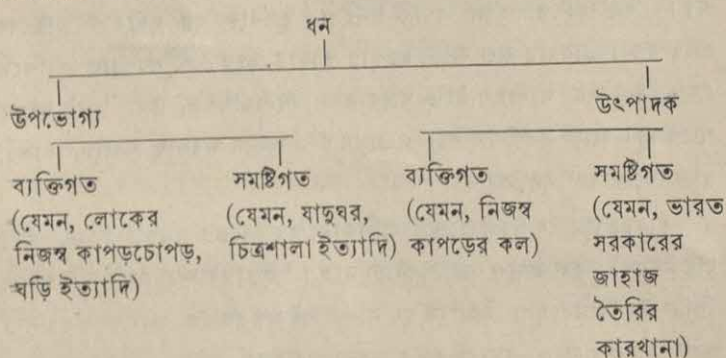 ধন
উপভোগ্য
উৎপাদক
ব্যক্তিগত
(যেমন, লোকের
নিজস্ব কাপড়চোপড়,
ঘড়ি ইত্যাদি)
সমষ্টিগত
(যেমন, যাদুঘর,
চিত্রশালা ইত্যাদি)
ব্যক্তিগত
(যেমন, নিজস্ব
কাপড়ের কল)
সমষ্টিগত
(যেমন, ভারত
সরকারের
জাহাজ
তৈরির
কারখানা)